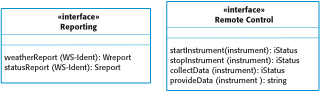 «interface»
Reporting
weatherReport (WS-Ident): Wreport
statusReport (WS-Ident): Sreport
«interface»
Remote Control
startInstrument(instrument): iStatus
stopInstrument (instrument): iStatus
collectData (instrument): iStatus
provideData (instrument ): string